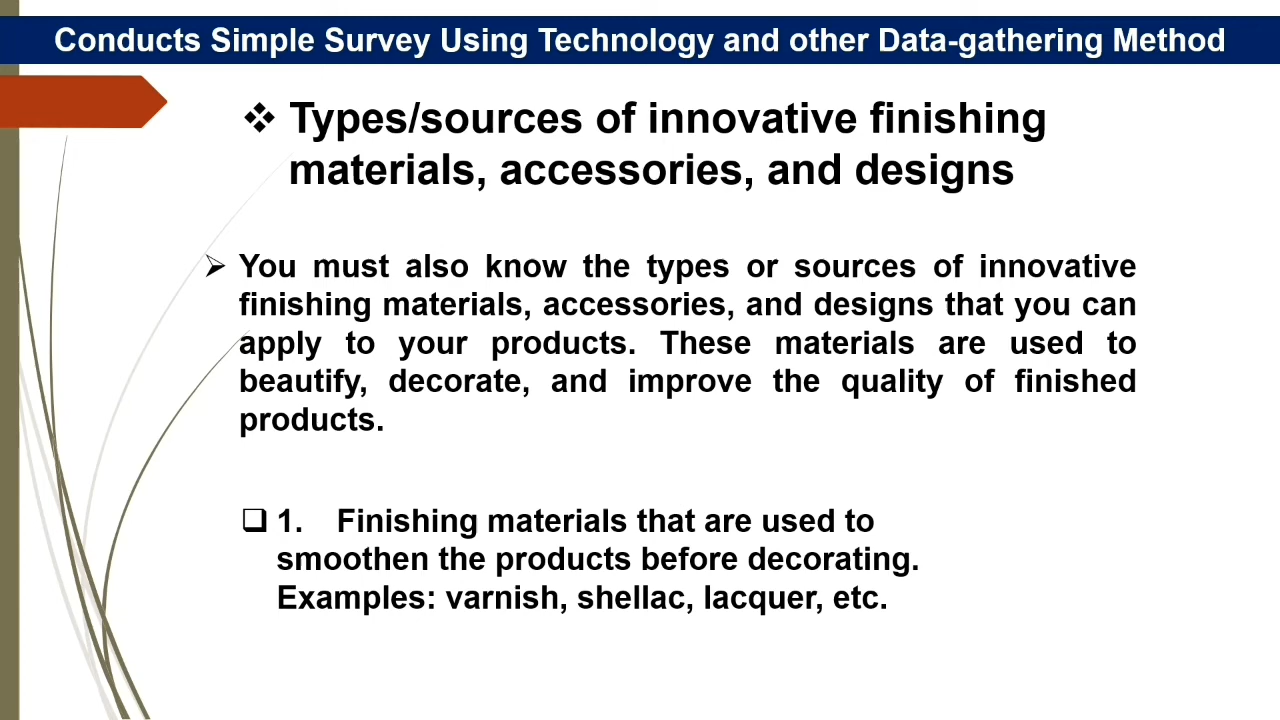 Conducts Simple Survey Using Technology and other Data-gathering Method
❖ Types/sources of innovative finishing
materials, accessories, and designs
➢ You must also know the types or sources of innovative
finishing materials, accessories, and designs that you can
apply to your products. These materials are used to
beautify, decorate, and improve the quality of finished
products.
❑ 1. Finishing materials that are used to
smoothen the products before decorating.
Examples: varnish, shellac, lacquer, etc.